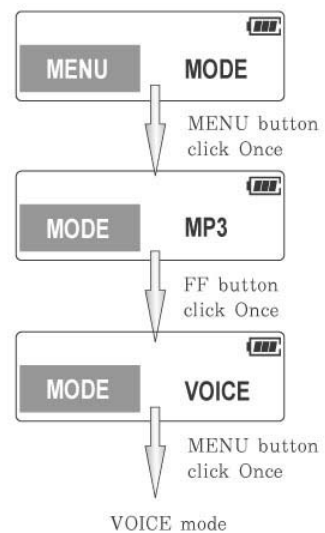 MENU MODE
MENU button
click Once
MODE MP3
FF button
click Once
MODE VOICE
MENU button
click Once
VOICE mode